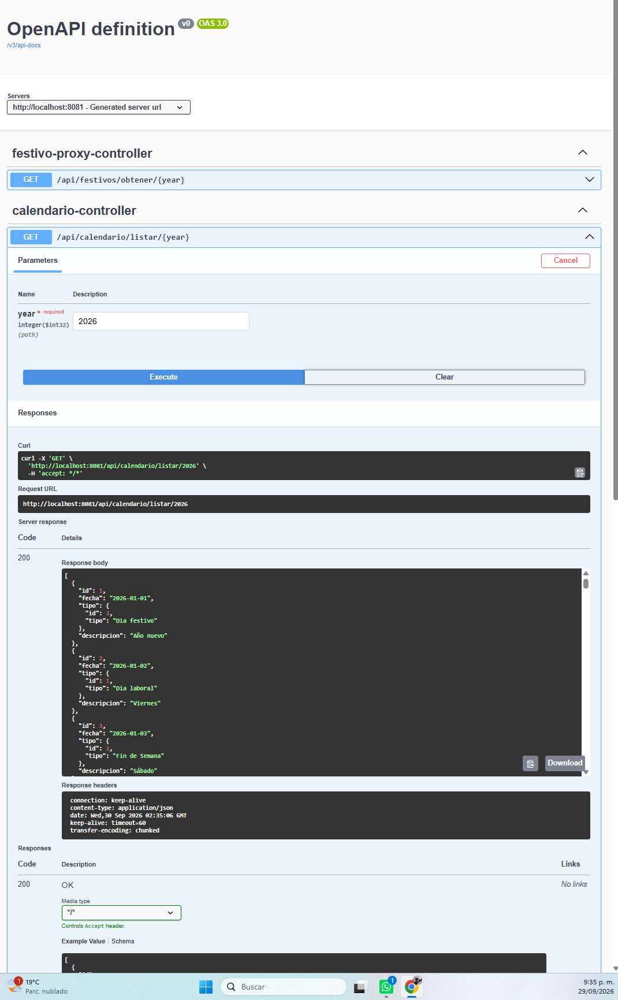 OpenAPI definition v0 OAS 3.0
/v3/api-docs
Servers
http://localhost:8081 - Generated server url
festivo-proxy-controller
GET /api/festivos/obtener/{year}
calendario-controller
GET /api/calendario/listar/{year}
Parameters
Cancel
Name Description
year * required
integer($int32)
(path)
2026
Execute
Clear
Responses
Curl
curl -X 'GET' \
'http://localhost:8081/api/calendario/listar/2026' \
-H 'accept: */*'
Request URL
http://localhost:8081/api/calendario/listar/2026
Server response
Code Details
200
Response body
[
{
"id": 1,
"fecha": "2026-01-01",
"tipo": {
"id": 3,
"tipo": "Dia festivo"
},
"descripcion": "Año nuevo"
},
{
"id": 2,
"fecha": "2026-01-02",
"tipo": {
"id": 1,
"tipo": "Dia laboral"
},
"descripcion": "Viernes"
},
{
"id": 3,
"fecha": "2026-01-03",
"tipo": {
"id": 2,
"tipo": "Fin de Semana"
},
"descripcion": "Sábado"
Download
Response headers
connection: keep-alive
content-type: application/json
date: Wed,30 Sep 2026 02:35:06 GMT
keep-alive: timeout=60
transfer-encoding: chunked
Responses
Code Description Links
200 OK No links
Media type
*/*
Controls Accept header.
Example Value Schema
[
{
1
19°C
Parc. nublado
Buscar
1
9:35 p. m.
29/09/2026